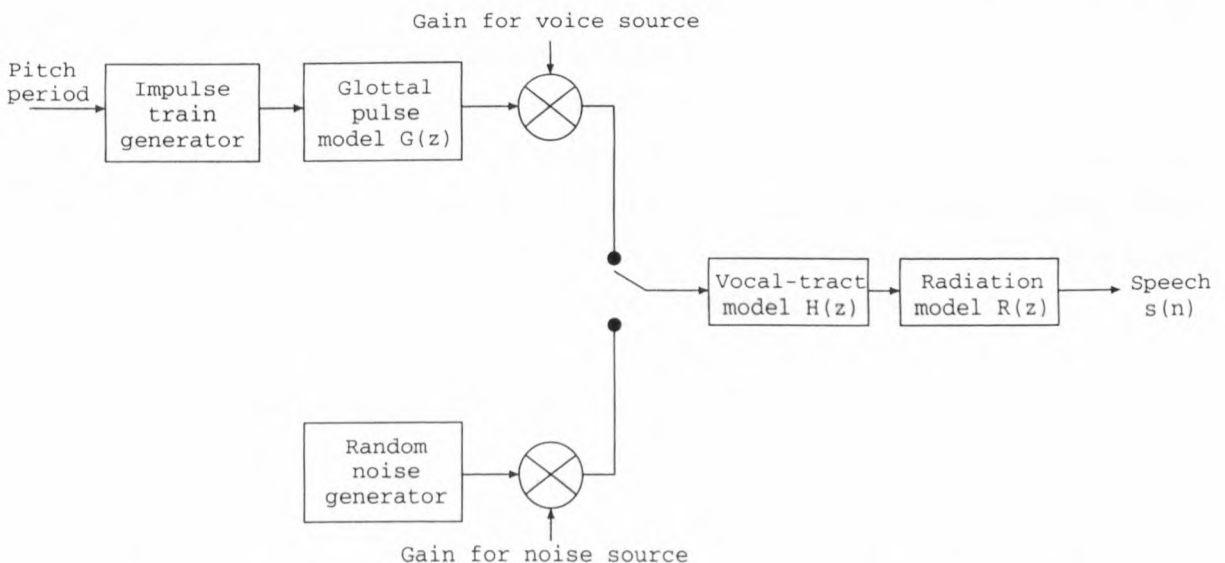 Gain for voice source
Pitch
period
Impulse
train
generator
Glottal
pulse
model G(z)
Vocal-tract
model H(z)
Radiation
model R(z)
Speech
s(n)
Random
noise
generator
Gain for noise source